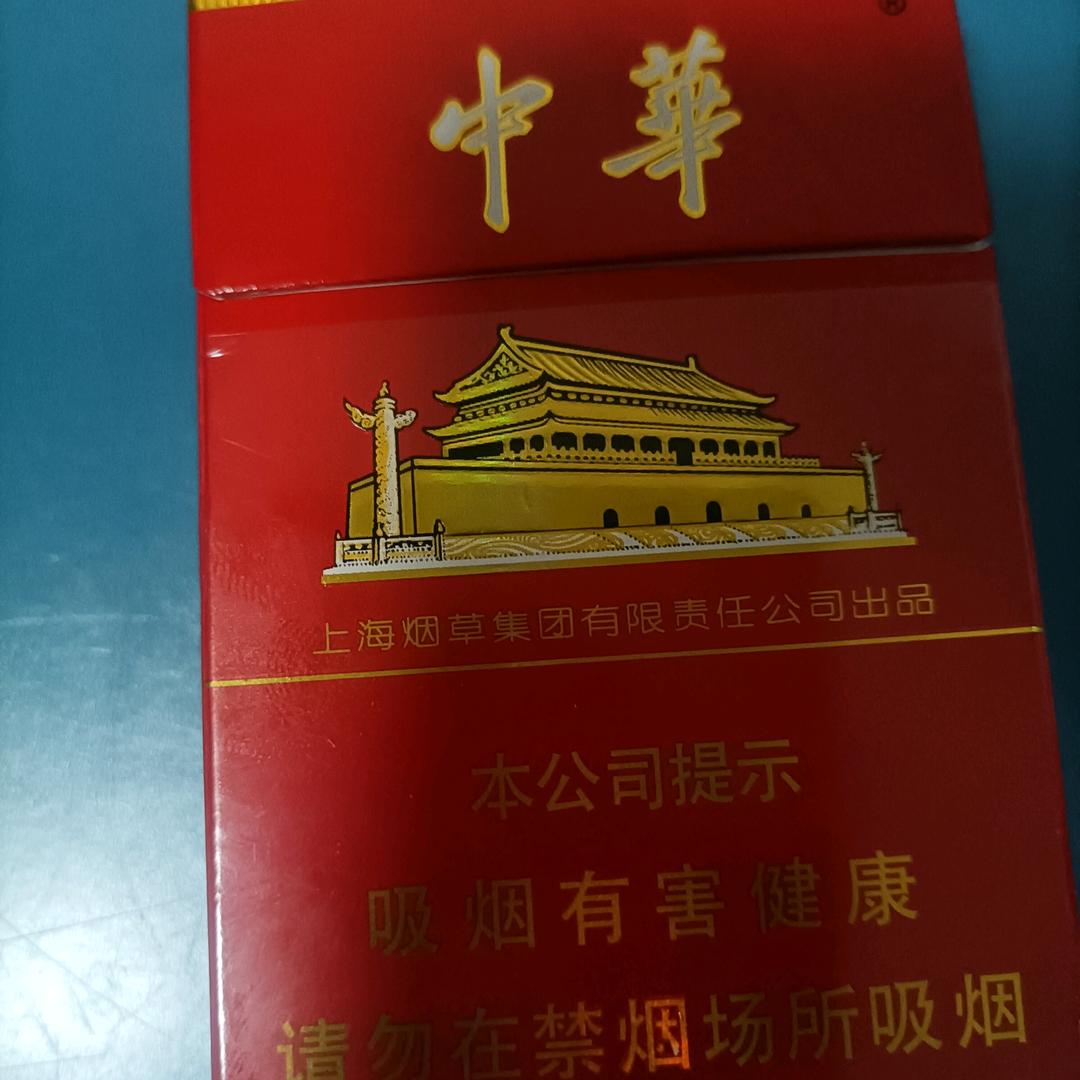 中華
®
上海烟草集团有限责任公司出品
本公司提示
吸烟有害健康
请勿在禁烟场所吸烟